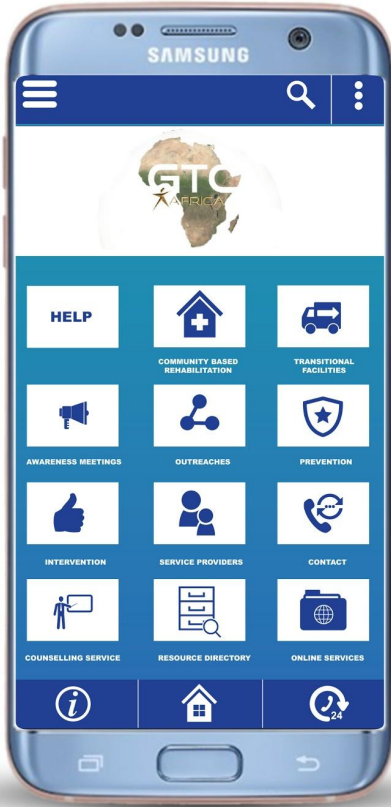 SAMSUNG
GTC
AFRICA
HELP
COMMUNITY BASED
REHABILITATION
TRANSITIONAL
FACILITIES
AWARENESS MEETINGS
OUTREACHES
PREVENTION
INTERVENTION
SERVICE PROVIDERS
CONTACT
COUNSELLING SERVICE
RESOURCE DIRECTORY
ONLINE SERVICES
i
24